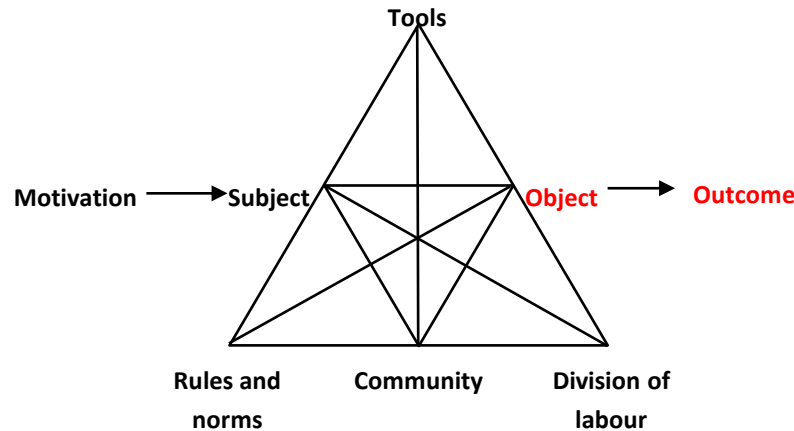 Tools
Motivation Subject Object Outcome
Rules and norms
Community
Division of labour